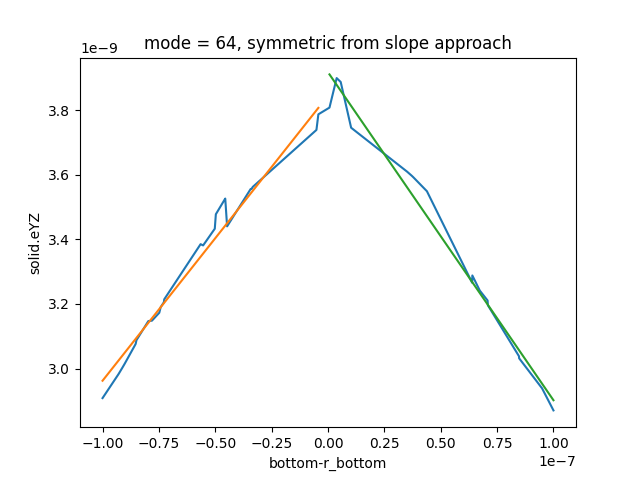 mode = 64, symmetric from slope approach
1e−9
3.8
3.6
3.4
3.2
3.0
solid.eYZ
−1.00
−0.75
−0.50
−0.25
0.00
0.25
0.50
0.75
1.00
bottom-r_bottom
1e−7